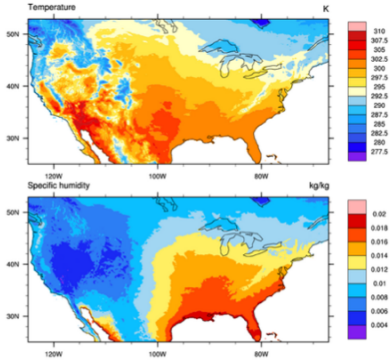 Temperature K
50N
40N
30N
120W 100W 80W
310
307.5
305
302.5
300
297.5
295
292.5
290
287.5
285
282.5
280
277.5
Specific humidity kg/kg
50N
40N
30N
120W 100W 80W
0.02
0.018
0.016
0.014
0.012
0.01
0.008
0.006
0.004